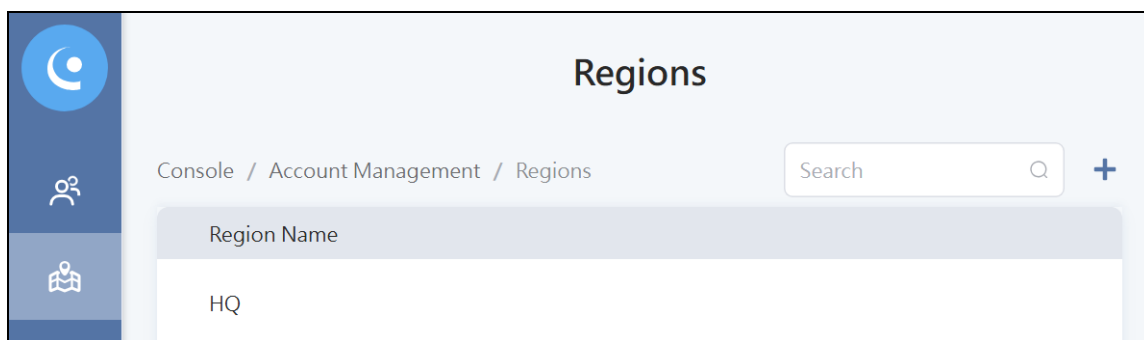 Regions
Console / Account Management / Regions
Search
Region Name
HQ